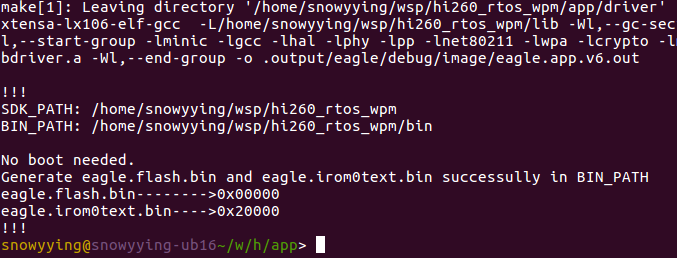 make[1]: Leaving directory '/home/snowyying/wsp/hi260_rtos_wpm/app/driver'
xtensa-lx106-elf-gcc  -L/home/snowyying/wsp/hi260_rtos_wpm/lib -Wl,--gc-sec
l,--start-group -lminic -lgcc -lhal -lphy -lpp -lnet80211 -lwpa -lcrypto -l
bdriver.a -Wl,--end-group -o .output/eagle/debug/image/eagle.app.v6.out
!!!
SDK_PATH: /home/snowyying/wsp/hi260_rtos_wpm
BIN_PATH: /home/snowyying/wsp/hi260_rtos_wpm/bin
No boot needed.
Generate eagle.flash.bin and eagle.irom0text.bin successully in BIN_PATH
eagle.flash.bin-------->0x00000
eagle.irom0text.bin---->0x20000
!!!
snowyying@snowyying-ub16~/w/h/app>